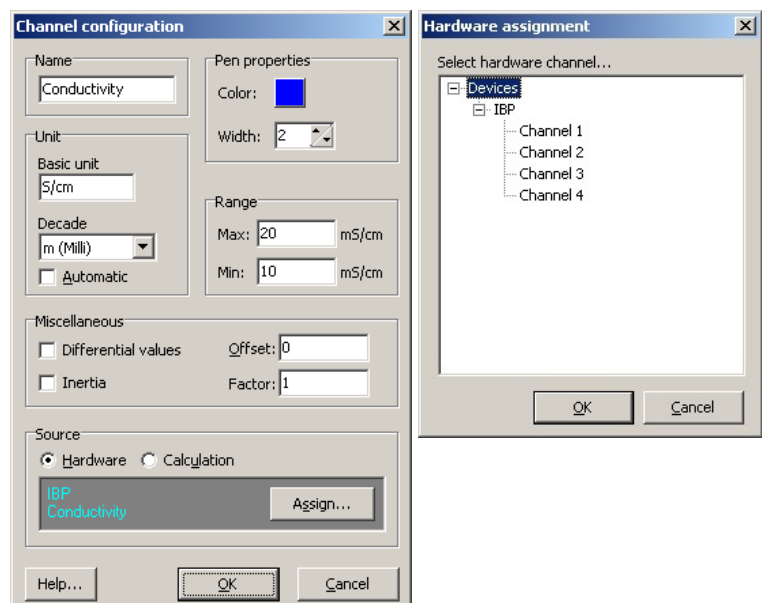 Channel configuration
Name
Conductivity
Pen properties
Color:
Width: 2
Unit
Basic unit
S/cm
Decade
m (Milli)
Automatic
Range
Max: 20 mS/cm
Min: 10 mS/cm
Miscellaneous
Differential values
Offset: 0
Inertia
Factor: 1
Source
Hardware Calculation
IBP
Conductivity
Assign...
Help... OK Cancel
Hardware assignment
Select hardware channel...
Devices
IBP
Channel 1
Channel 2
Channel 3
Channel 4
OK Cancel